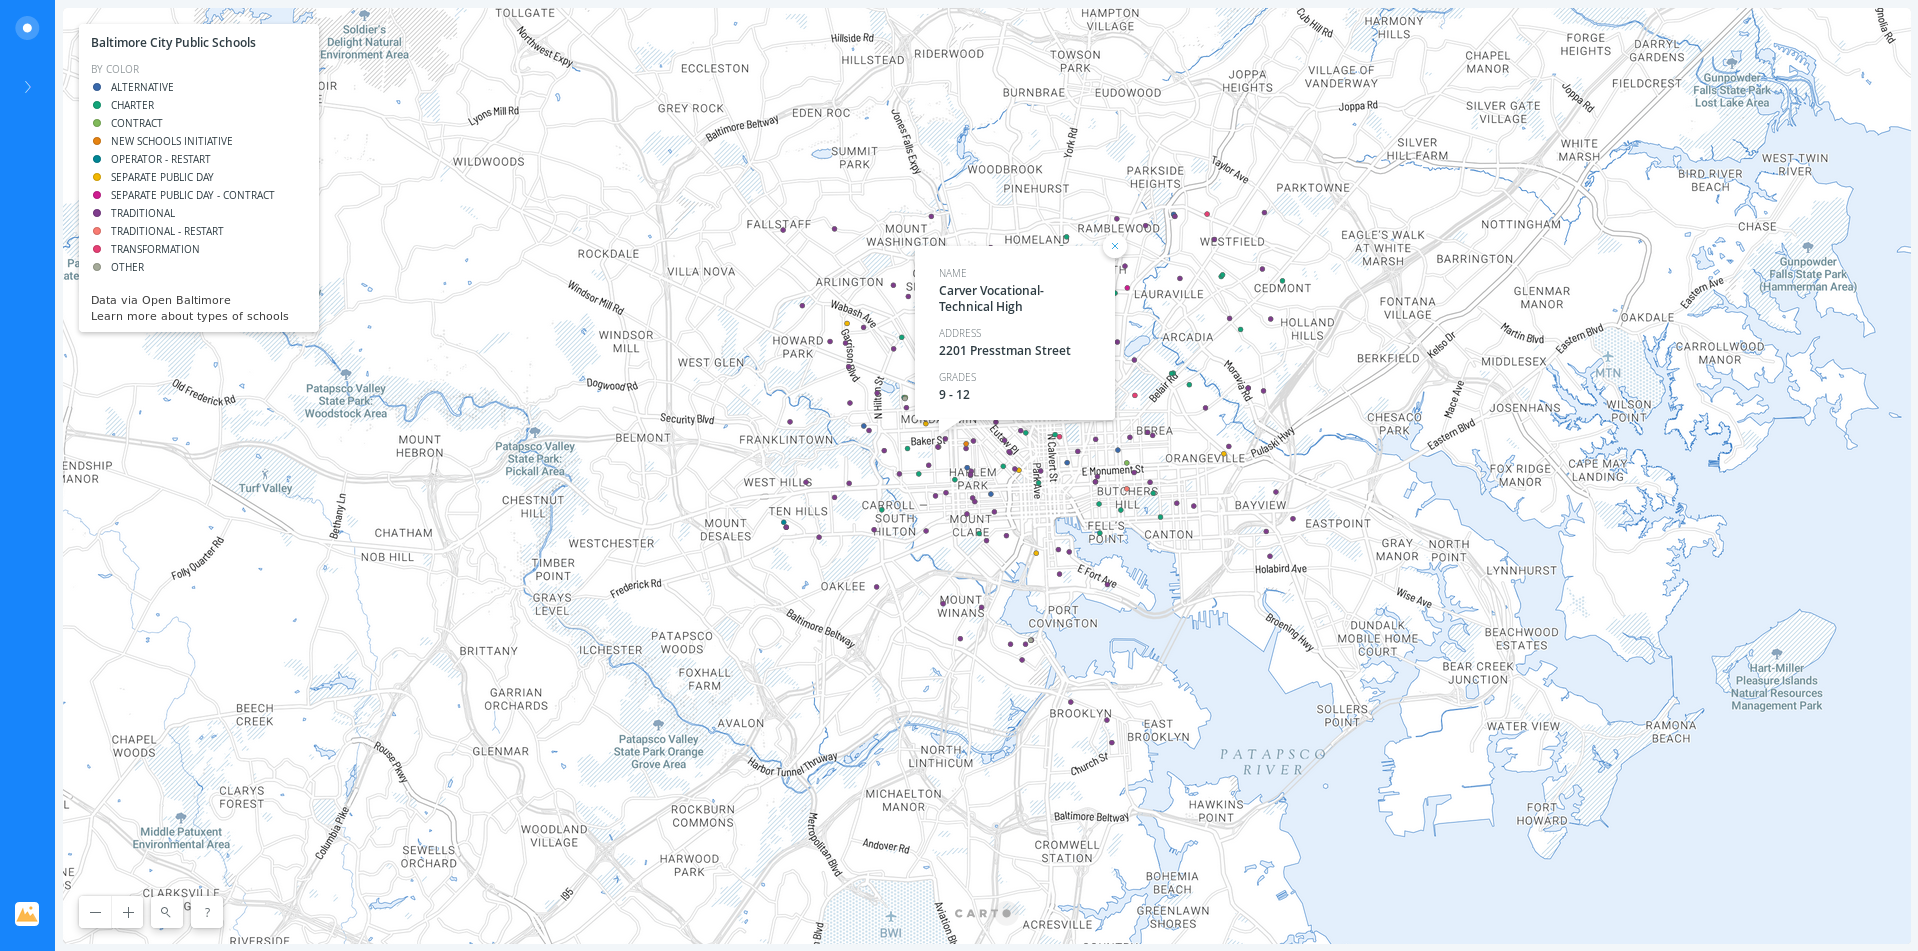 Baltimore City Public Schools
BY COLOR
ALTERNATIVE
CHARTER
CONTRACT
NEW SCHOOLS INITIATIVE
OPERATOR - RESTART
SEPARATE PUBLIC DAY
SEPARATE PUBLIC DAY - CONTRACT
TRADITIONAL
TRADITIONAL - RESTART
TRANSFORMATION
OTHER
Data via Open Baltimore
Learn more about types of schools
NAME
Carver Vocational-
Technical High
ADDRESS
2201 Presstman Street
GRADES
9 - 12
TOLLGATE
Soldier's
Delight Natural
Environment Area
Northwest Expy
Hillside Rd
HILLSTEAD
RIDERWOOD
HAMPTON
VILLAGE
TOWSON
PARK
Cub Hill Rd
HARMONY
HILLS
FORGE
HEIGHTS
DARRYL
GARDENS
CHAPEL
MANOR
ECCLESTON
JOPPA
HEIGHTS
VILLAGE OF
VANDERWAY
FIELDCREST
Gunpowder
Falls State Park
Lost Lake Area
BURNBRAE
EUDOWOOD
Joppa Rd
Joppa Rd
SILVER GATE
VILLAGE
Lyons Mill Rd
GREY ROCK
EDEN ROC
Baltimore Beltway
Jones Falls Expy
York Rd
WILDWOODS
SUMMIT
PARK
WOODBROOK
SILVER
HILL FARM
WHITE
MARSH
WEST TWIN
RIVER
BIRD RIVER
BEACH
PARKSIDE
HEIGHTS
Taylor Ave
PARKTOWNE
PINEHURST
FALLSTAFF
MOUNT
WASHINGTON
HOMELAND
RAMBLEWOOD
WESTFIELD
EAGLE'S WALK
AT WHITE
MARSH
NOTTINGHAM
CHASE
ROCKDALE
VILLA NOVA
ARLINGTON
LAURAVILLE
CEDMONT
BARRINGTON
Gunpowder
Falls State Park
(Hammerman Area)
Windsor Mill Rd
Wabash Ave
FONTANA
VILLAGE
GLENMAR
MANOR
Eastern Ave
OAKDALE
WINDSOR
MILL
HOWARD
PARK
Garrison Blvd
ARCADIA
HOLLAND
HILLS
Martin Blvd
Eastern Blvd
Kelso Dr
BERKFIELD
MIDDLESEX
CARROLLWOOD
MANOR
WEST GLEN
Old Frederick Rd
Patapsco Valley
State Park:
Woodstock Area
Dogwood Rd
N Hilton St
Belair Rd
Moravia Rd
MTN
Mace Ave
JOSENHANS
WILSON
POINT
Security Blvd
CHESACO
PARK
Eastern Blvd
MOUNT
HEBRON
Patapsco Valley
State Park:
Pickall Area
BELMONT
FRANKLINTOWN
Baker St
Eutaw Pl
N Calvert St
BEREA
ORANGEVILLE
Pulaski Hwy
Turf Valley
HARLEM
PARK
Park Ave
E Monument St
FOX RIDGE
MANOR
CAPE MAY
LANDING
Bethany Ln
CHESTNUT
HILL
WEST HILLS
BUTCHERS
HILL
TEN HILLS
CARROLL
SOUTH
HILTON
BAYVIEW
CHATHAM
MOUNT
DESALES
MOUNT
CLARE
FELL'S
POINT
CANTON
EASTPOINT
NOB HILL
WESTCHESTER
GRAY
MANOR
NORTH
POINT
Folly Quarter Rd
TIMBER
POINT
Frederick Rd
OAKLEE
E Fort Ave
Holabird Ave
LYNNHURST
GRAYS
LEVEL
MOUNT
WINANS
PORT
COVINGTON
Wise Ave
Baltimore Beltway
Broening Hwy
DUNDALK
MOBILE HOME
COURT
BEACHWOOD
ESTATES
PATAPSCO
WOODS
BRITTANY
ILCHESTER
BEAR CREEK
JUNCTION
Hart-Miller
Pleasure Islands
Natural Resources
Management Park
FOXHALL
FARM
GARRIAN
ORCHARDS
BEECH
CREEK
BROOKLYN
EAST
BROOKLYN
SOLLERS
POINT
WATER VIEW
RAMONA
BEACH
CHAPEL
WOODS
AVALON
Rouse Pkwy
GLENMAR
Patapsco Valley
State Park Orange
Grove Area
NORTH
LINTHICUM
Church St
PATAPSCO
RIVER
Harbor Tunnel Thruway
CLARYS
FOREST
ROCKBURN
COMMONS
MICHAELTON
MANOR
HAWKINS
POINT
FORT
HOWARD
Baltimore Beltway
Middle Patuxent
Environmental Area
Columbia Pike
WOODLAND
VILLAGE
Metropolitan Blvd
Andover Rd
CROMWELL
STATION
SEWELLS
ORCHARD
HARWOOD
PARK
BOHEMIA
BEACH
CLARKSVILLE
I95
Aviation Blvd
CARTO
GREENLAWN
SHORES
ACRESVILLE
BWI
RIVERSIDE
?